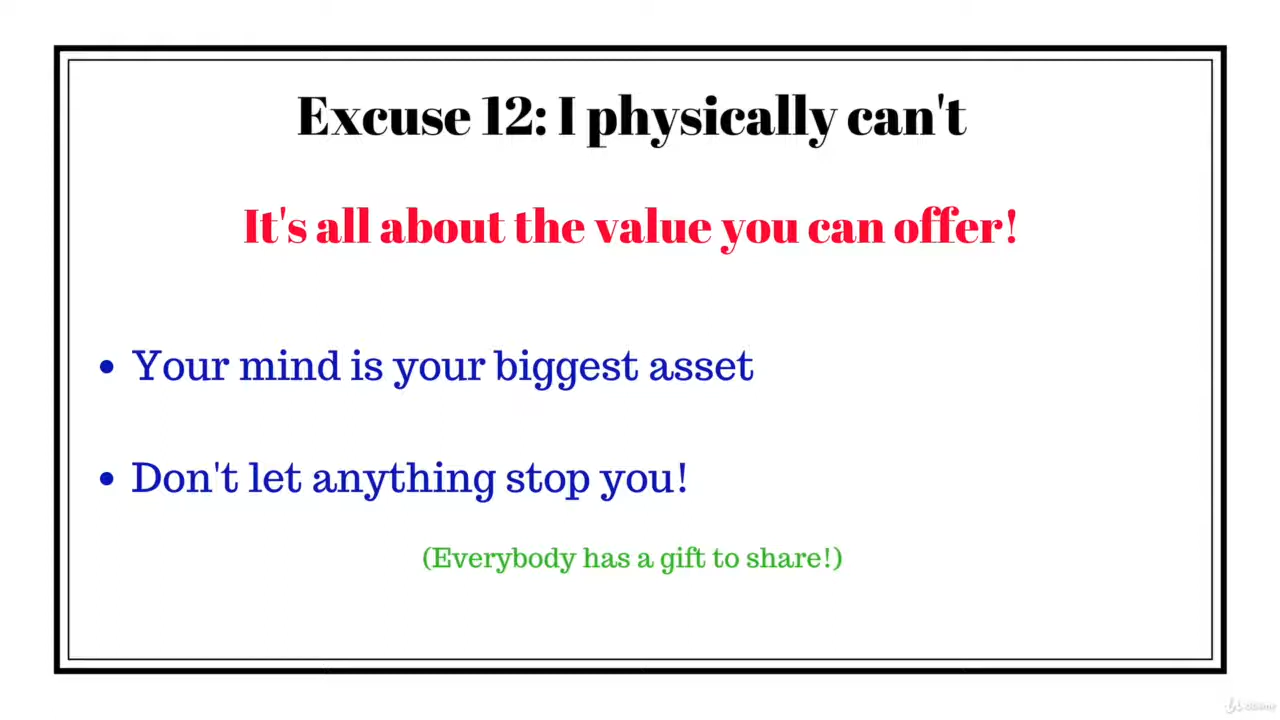 Excuse 12: I physically can't
It's all about the value you can offer!
• Your mind is your biggest asset
• Don't let anything stop you!
(Everybody has a gift to share!)